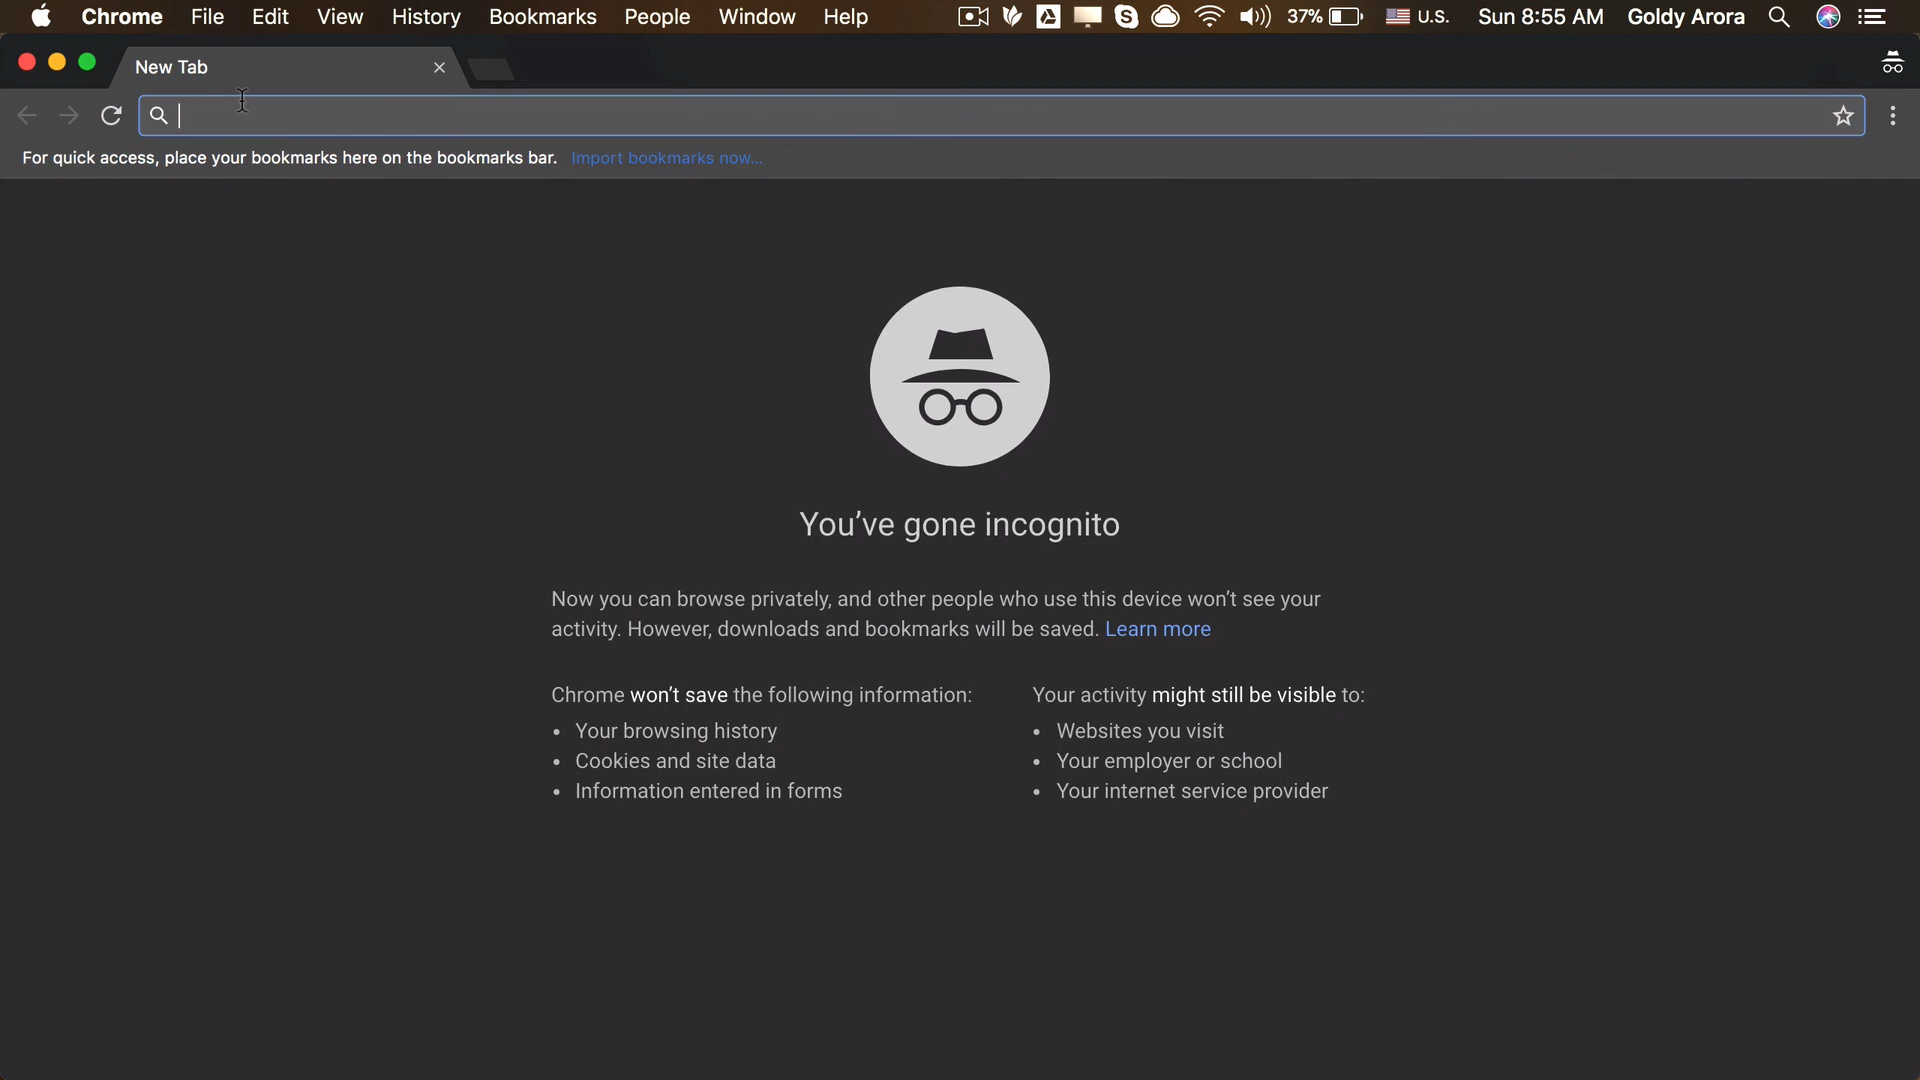 Chrome File Edit View History Bookmarks People Window Help 37% U.S. Sun 8:55 AM Goldy Arora
New Tab
For quick access, place your bookmarks here on the bookmarks bar. Import bookmarks now...
You’ve gone incognito
Now you can browse privately, and other people who use this device won’t see your
activity. However, downloads and bookmarks will be saved. Learn more
Chrome won’t save the following information:
• Your browsing history
• Cookies and site data
• Information entered in forms
Your activity might still be visible to:
• Websites you visit
• Your employer or school
• Your internet service provider